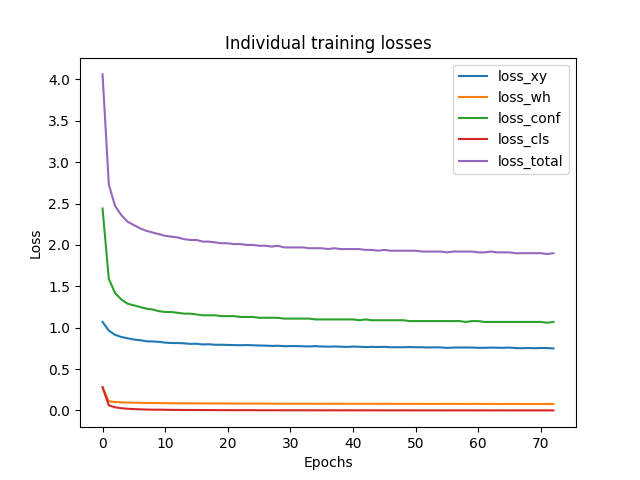 Individual training losses
4.0
3.5
3.0
2.5
2.0
1.5
1.0
0.5
0.0
Loss
loss_xy
loss_wh
loss_conf
loss_cls
loss_total
0 10 20 30 40 50 60 70
Epochs